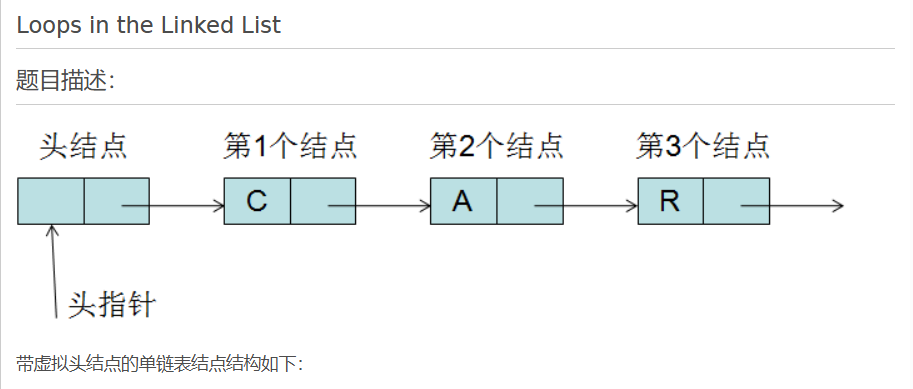 Loops in the Linked List
题目描述：
头结点 第1个结点 第2个结点 第3个结点
C A R
头指针
带虚拟头结点的单链表结点结构如下：